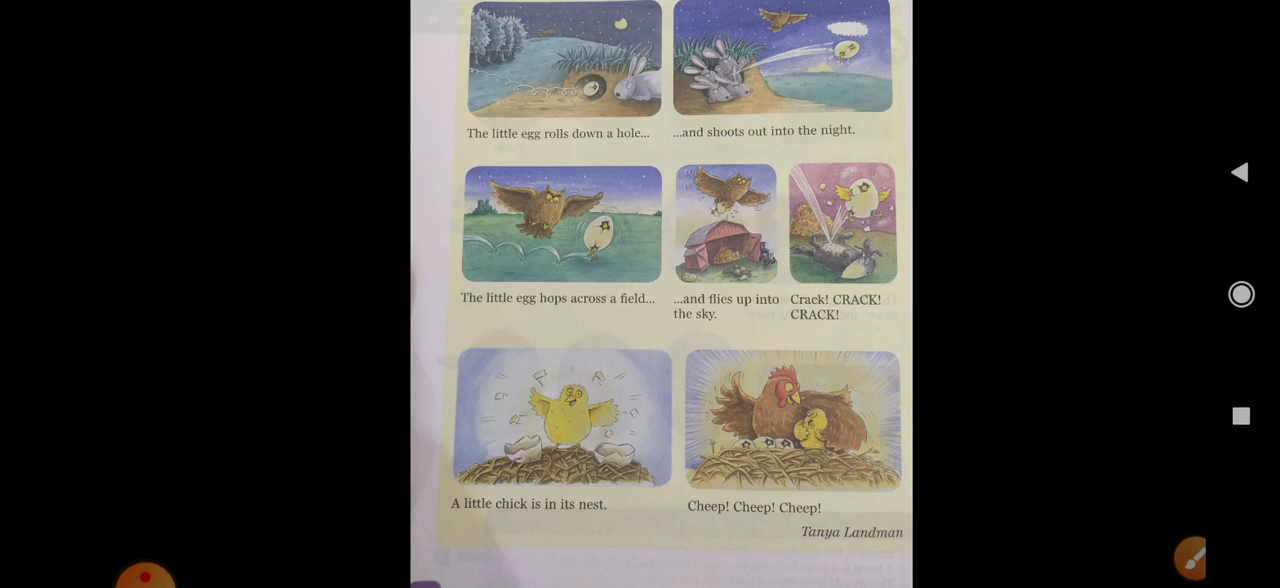 The little egg rolls down a hole...
...and shoots out into the night.
The little egg hops across a field...
...and flies up into
the sky.
Crack! CRACK!
CRACK!
A little chick is in its nest.
Cheep! Cheep! Cheep!
Tanya Landman